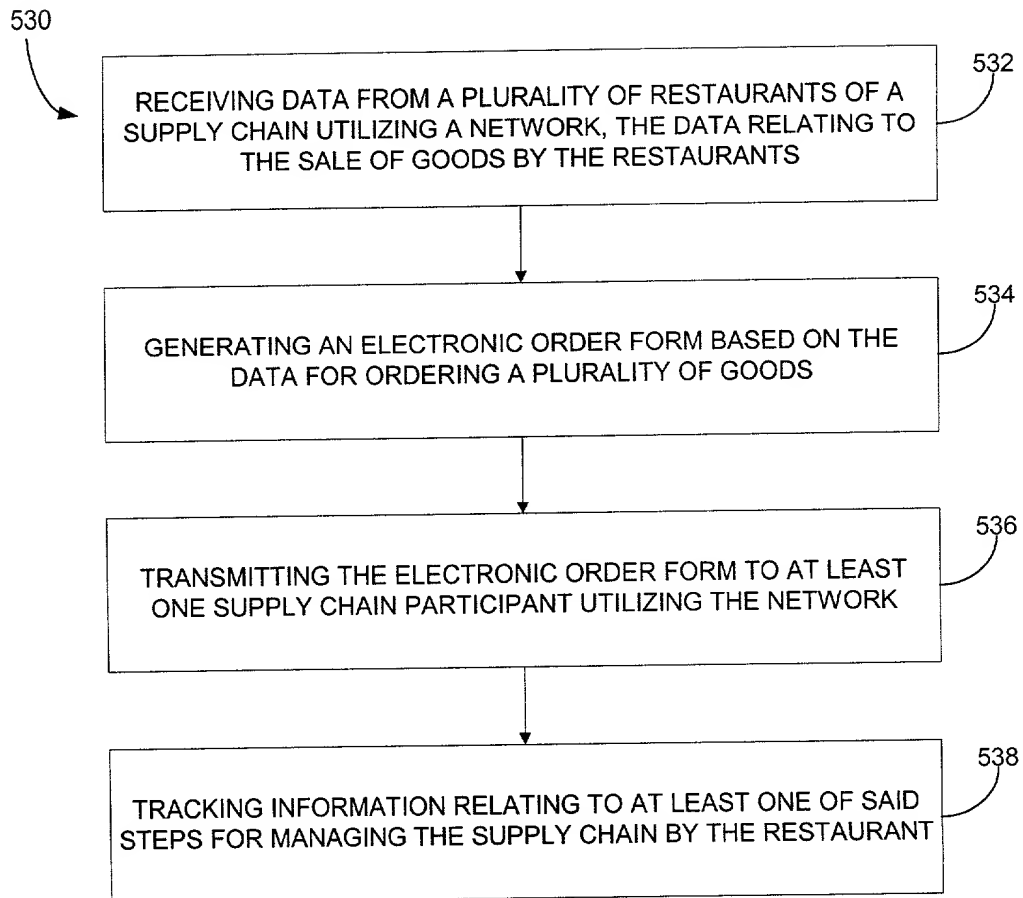 530
532
RECEIVING DATA FROM A PLURALITY OF RESTAURANTS OF A
SUPPLY CHAIN UTILIZING A NETWORK, THE DATA RELATING TO
THE SALE OF GOODS BY THE RESTAURANTS
534
GENERATING AN ELECTRONIC ORDER FORM BASED ON THE
DATA FOR ORDERING A PLURALITY OF GOODS
536
TRANSMITTING THE ELECTRONIC ORDER FORM TO AT LEAST
ONE SUPPLY CHAIN PARTICIPANT UTILIZING THE NETWORK
538
TRACKING INFORMATION RELATING TO AT LEAST ONE OF SAID
STEPS FOR MANAGING THE SUPPLY CHAIN BY THE RESTAURANT